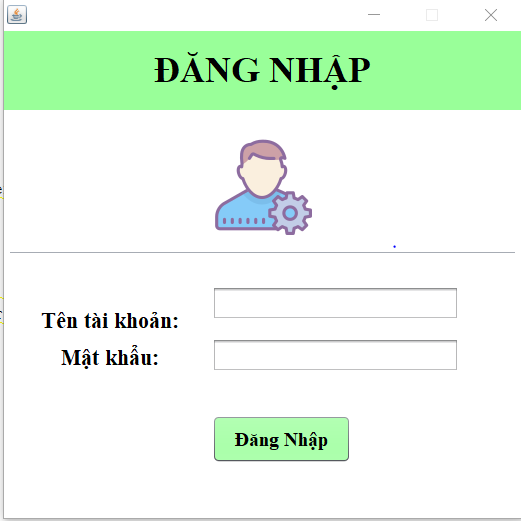 ĐĂNG NHẬP
Tên tài khoản:
Mật khẩu:
Đăng Nhập